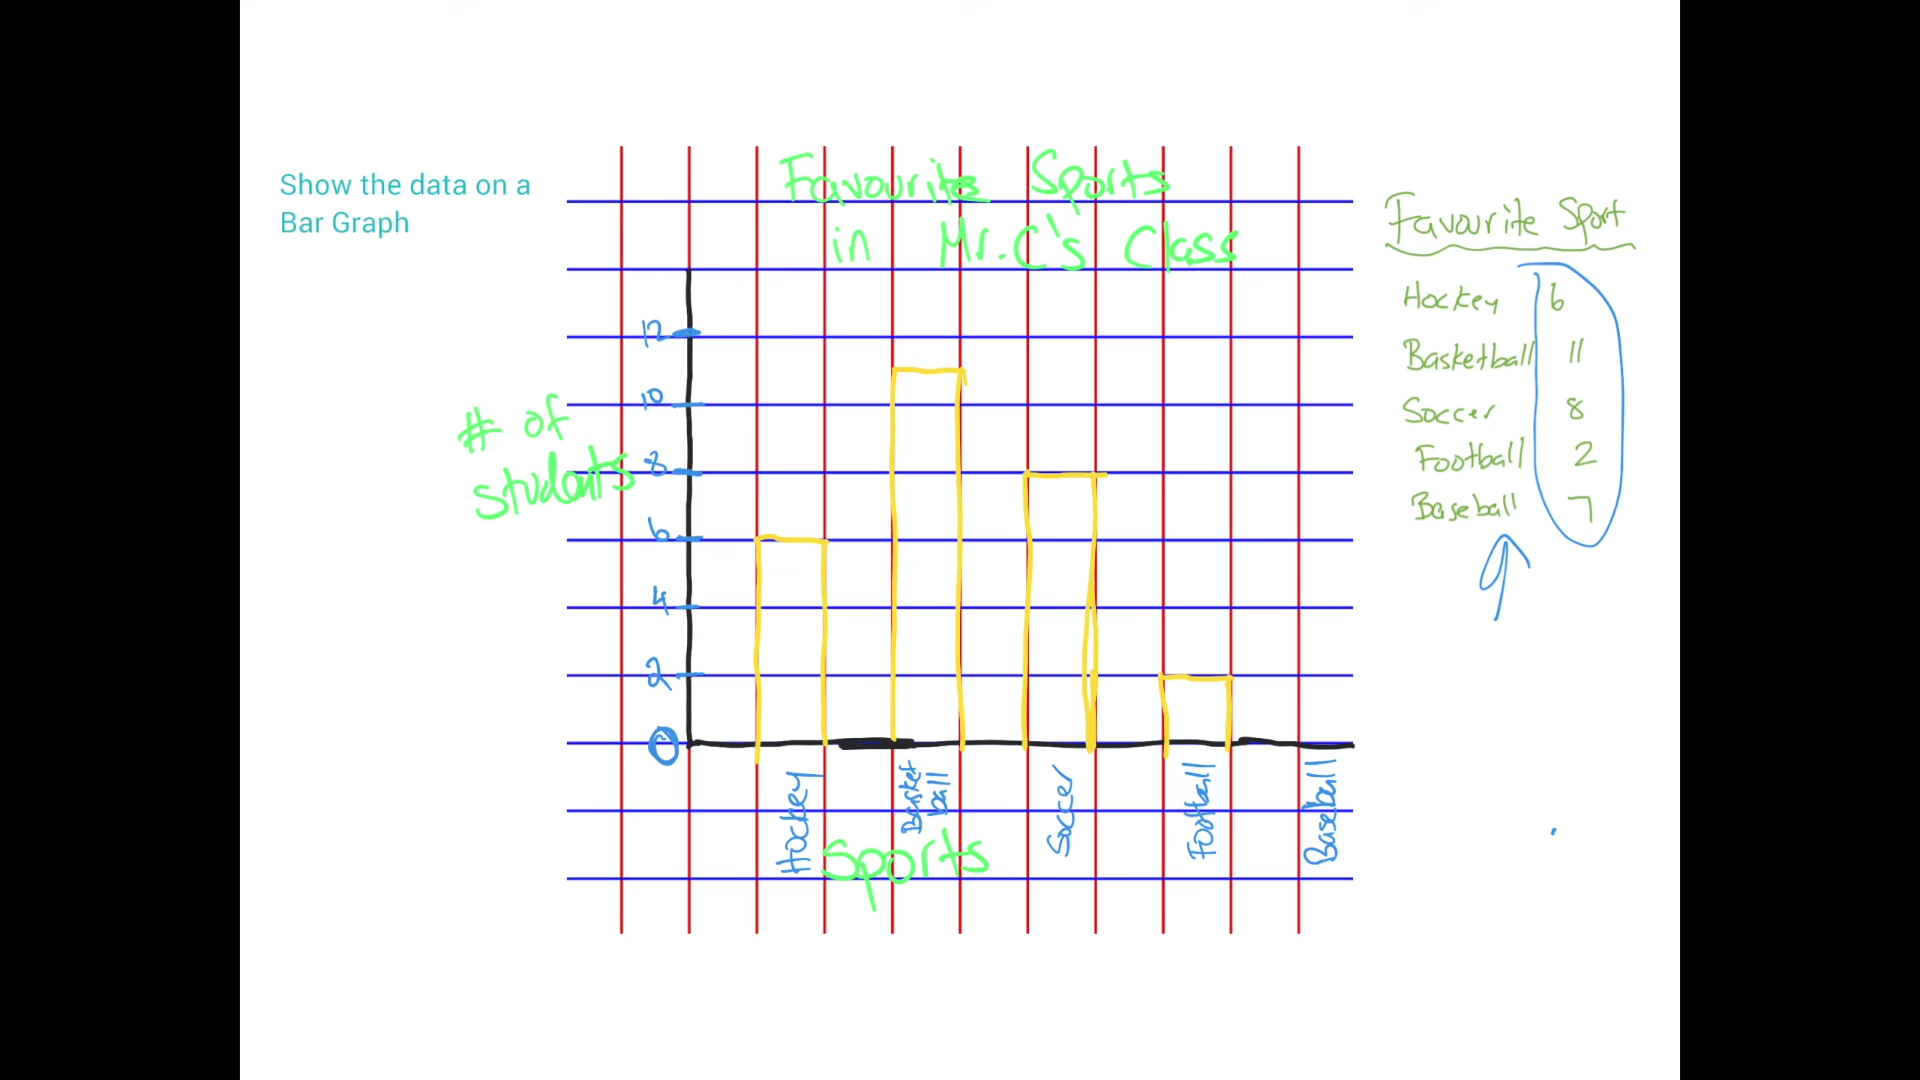 Show the data on a
Bar Graph
Favourite Sports
in Mr. C's Class
# of
students
12
10
8
6
4
2
0
Hockey
Basket
ball
Soccer
Football
Baseball
Sports
Favourite Sport
Hockey 6
Basketball 11
Soccer 8
Football 2
Baseball 7